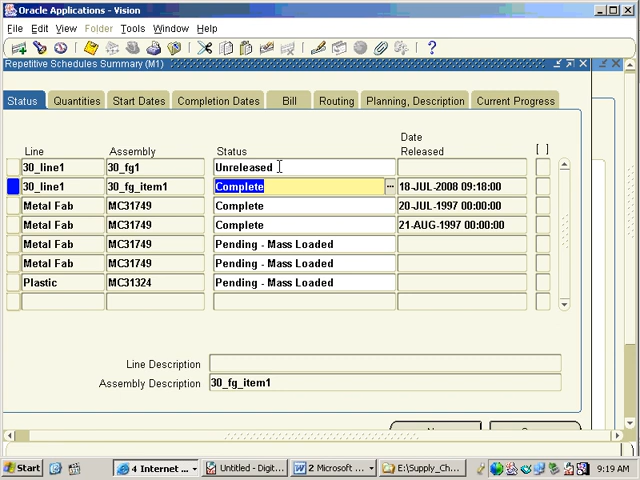 Oracle Applications - Vision
File Edit View Folder Tools Window Help
Repetitive Schedules Summary (M1)
Status Quantities Start Dates Completion Dates Bill Routing Planning, Description Current Progress
Line Assembly Status Date Released [ ]
30_line1 30_fg1 Unreleased
30_line1 30_fg_item1 Complete 18-JUL-2008 09:18:00
Metal Fab MC31749 Complete 20-JUL-1997 00:00:00
Metal Fab MC31749 Complete 21-AUG-1997 00:00:00
Metal Fab MC31749 Pending - Mass Loaded
Metal Fab MC31749 Pending - Mass Loaded
Plastic MC31324 Pending - Mass Loaded
Line Description
Assembly Description 30_fg_item1
Start 4 Internet ... Untitled - Digit... 2 Microsoft ... E:\Supply_Ch... 9:19 AM